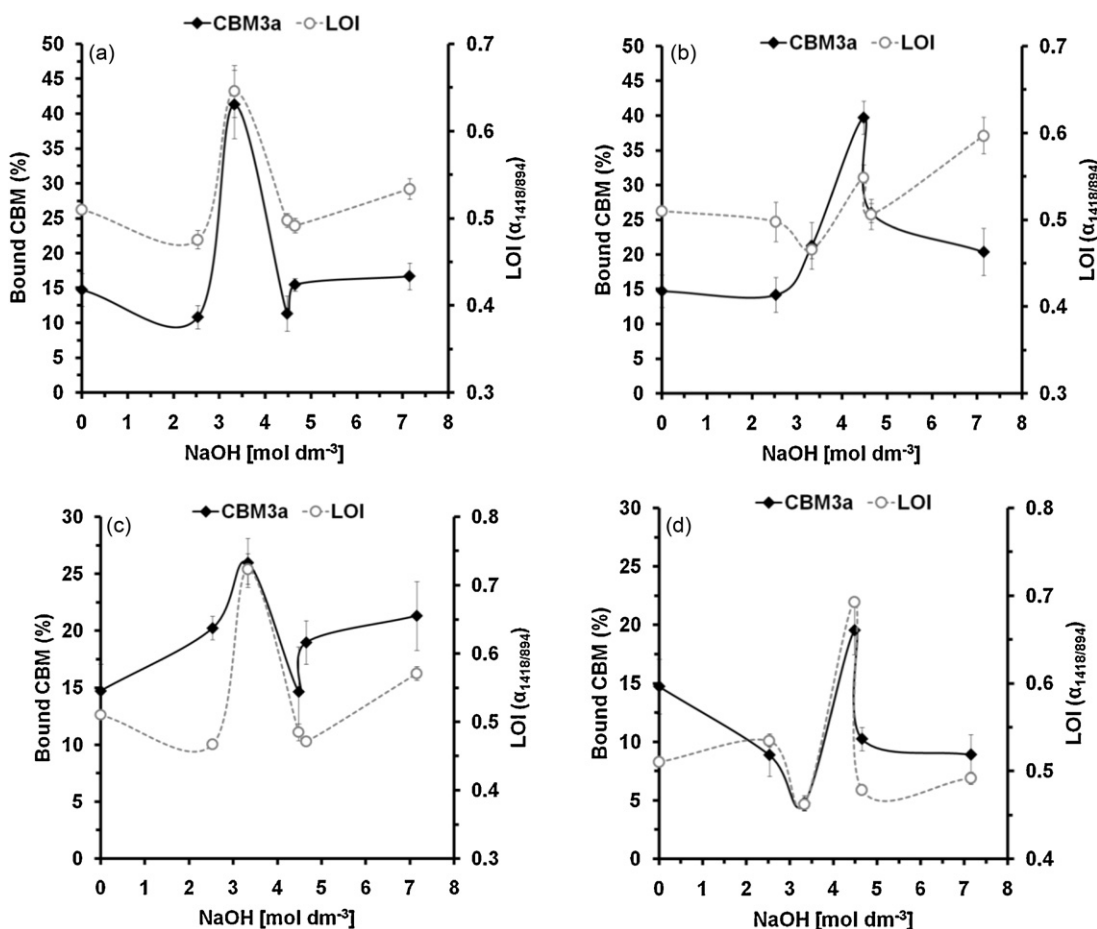 (a) CBM3a LOI
50 45 40 35 30 25 20 15 10 5 0
Bound CBM (%)
0.7 0.6 0.5 0.4 0.3
LOI (α1418/894)
0 1 2 3 4 5 6 7 8
NaOH [mol dm-3]
(b) CBM3a LOI
50 45 40 35 30 25 20 15 10 5 0
Bound CBM (%)
0.7 0.6 0.5 0.4 0.3
LOI (α1418/894)
0 1 2 3 4 5 6 7 8
NaOH [mol dm-3]
(c) CBM3a LOI
30 25 20 15 10 5 0
Bound CBM (%)
0.8 0.7 0.6 0.5 0.4 0.3
LOI (α1418/894)
0 1 2 3 4 5 6 7 8
NaOH [mol dm-3]
(d) CBM3a LOI
30 25 20 15 10 5 0
Bound CBM (%)
0.8 0.7 0.6 0.5 0.4
LOI (α1418/894)
0 1 2 3 4 5 6 7 8
NaOH [mol dm-3]